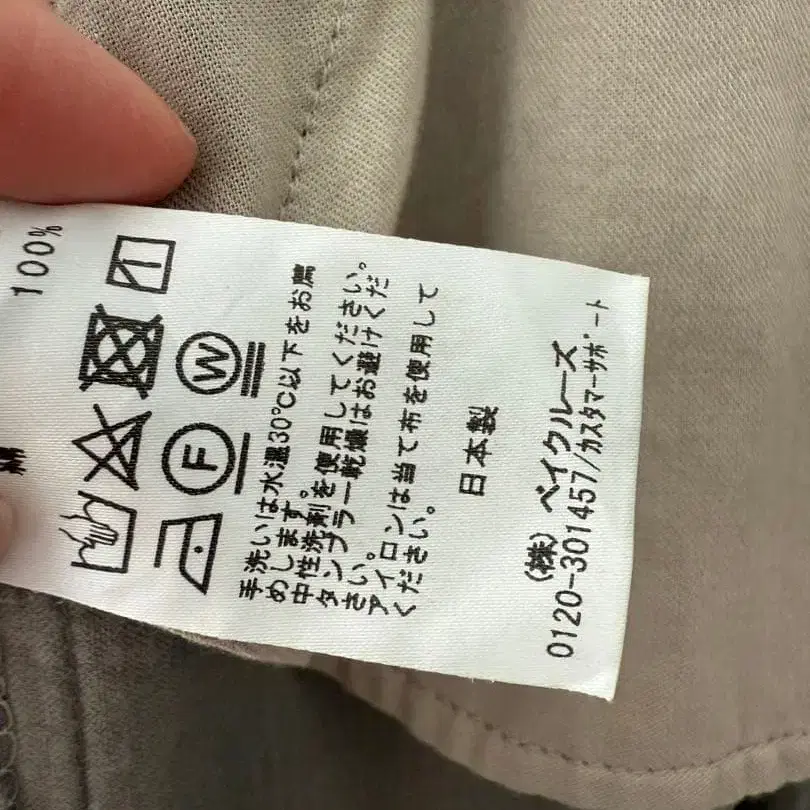 綿 100%
W
F
手洗いは水温30℃以下をお薦
めします。
中性洗剤を使用してください。
タンブラー乾燥はお避けくだ
さい。
アイロンは当て布を使用して
ください。
日本製
(株) ベイクルーズ
0120-301457/カスタマーサポート